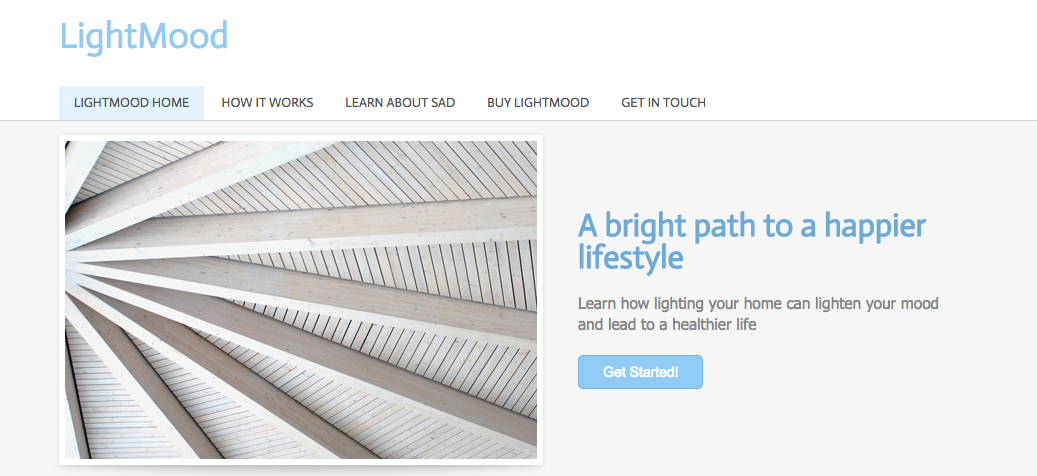 LightMood
LIGHTMOOD HOME HOW IT WORKS LEARN ABOUT SAD BUY LIGHTMOOD GET IN TOUCH
A bright path to a happier
lifestyle
Learn how lighting your home can lighten your mood
and lead to a healthier life
Get Started!